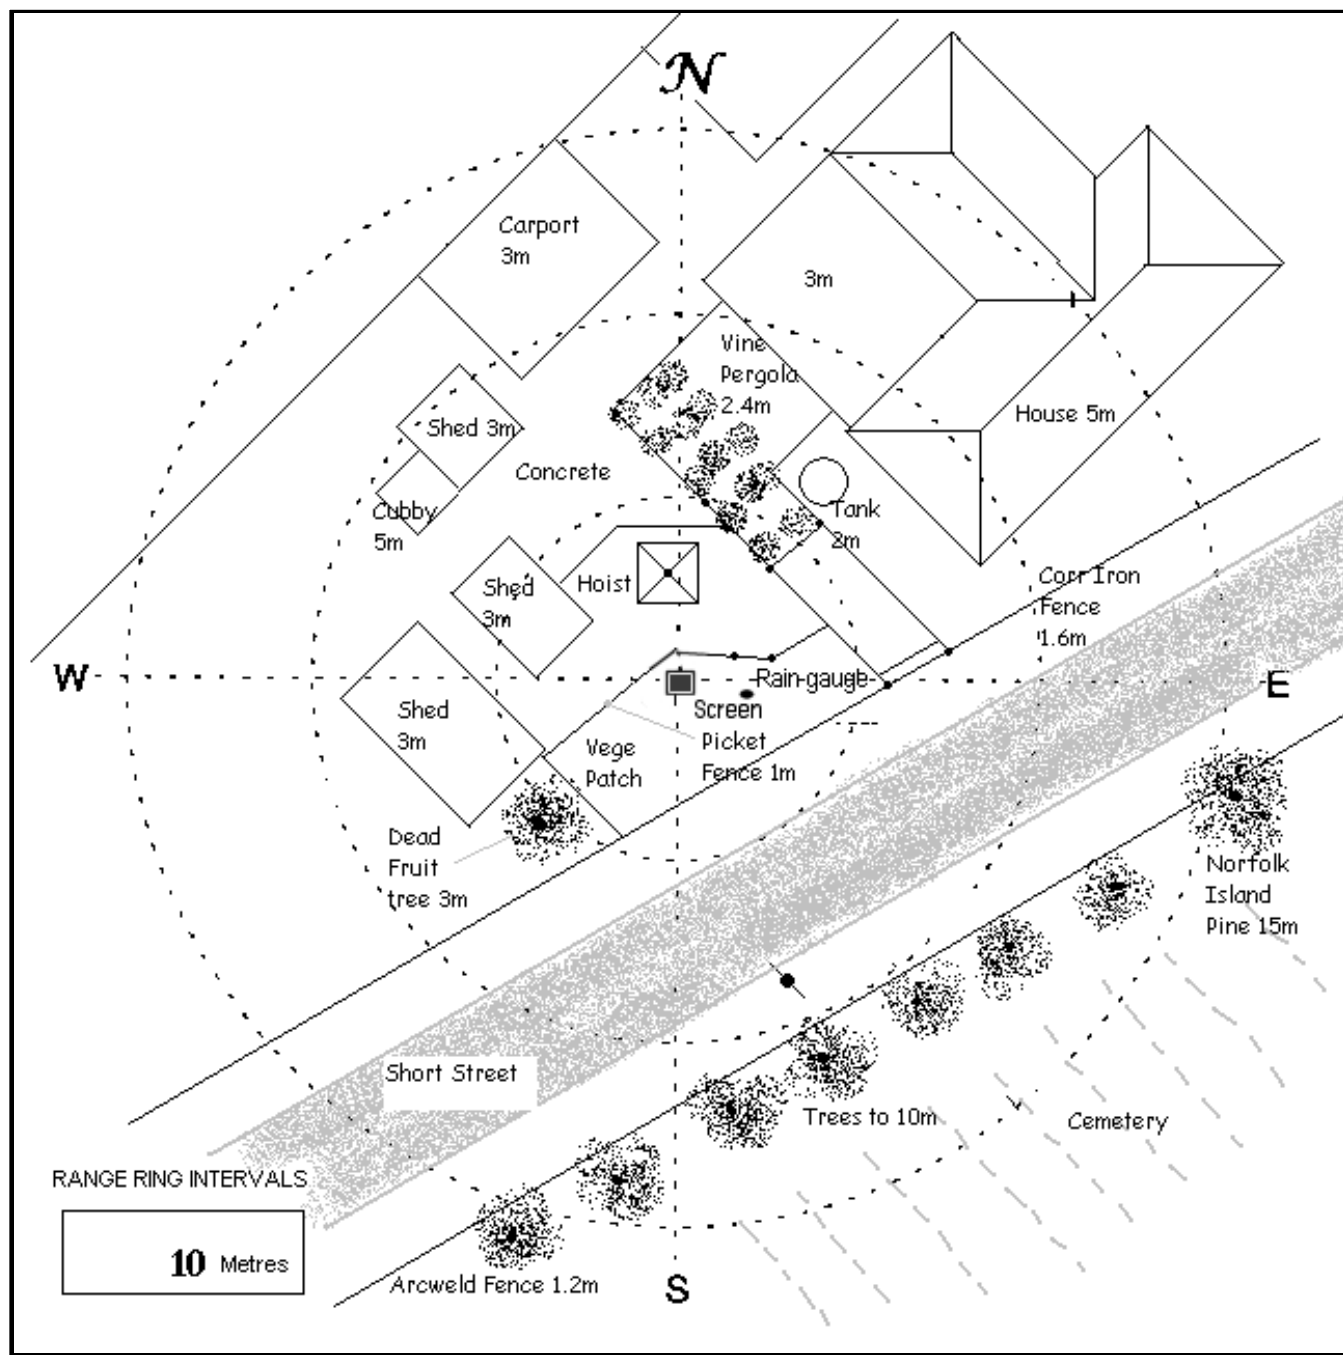 N
Carport
3m
3m
Vine
Pergola
2.4m
House 5m
Shed 3m
Concrete
Cubby
5m
Tank
2m
Shed
3m
Hoist
Corr Iron
Fence
1.6m
W
E
Rain-gauge
Screen
Shed
3m
Picket
Fence 1m
Vege
Patch
Dead
Fruit
tree 3m
Norfolk
Island
Pine 15m
Short Street
Trees to 10m
Cemetery
RANGE RING INTERVALS
10 Metres
Arcweld Fence 1.2m
S